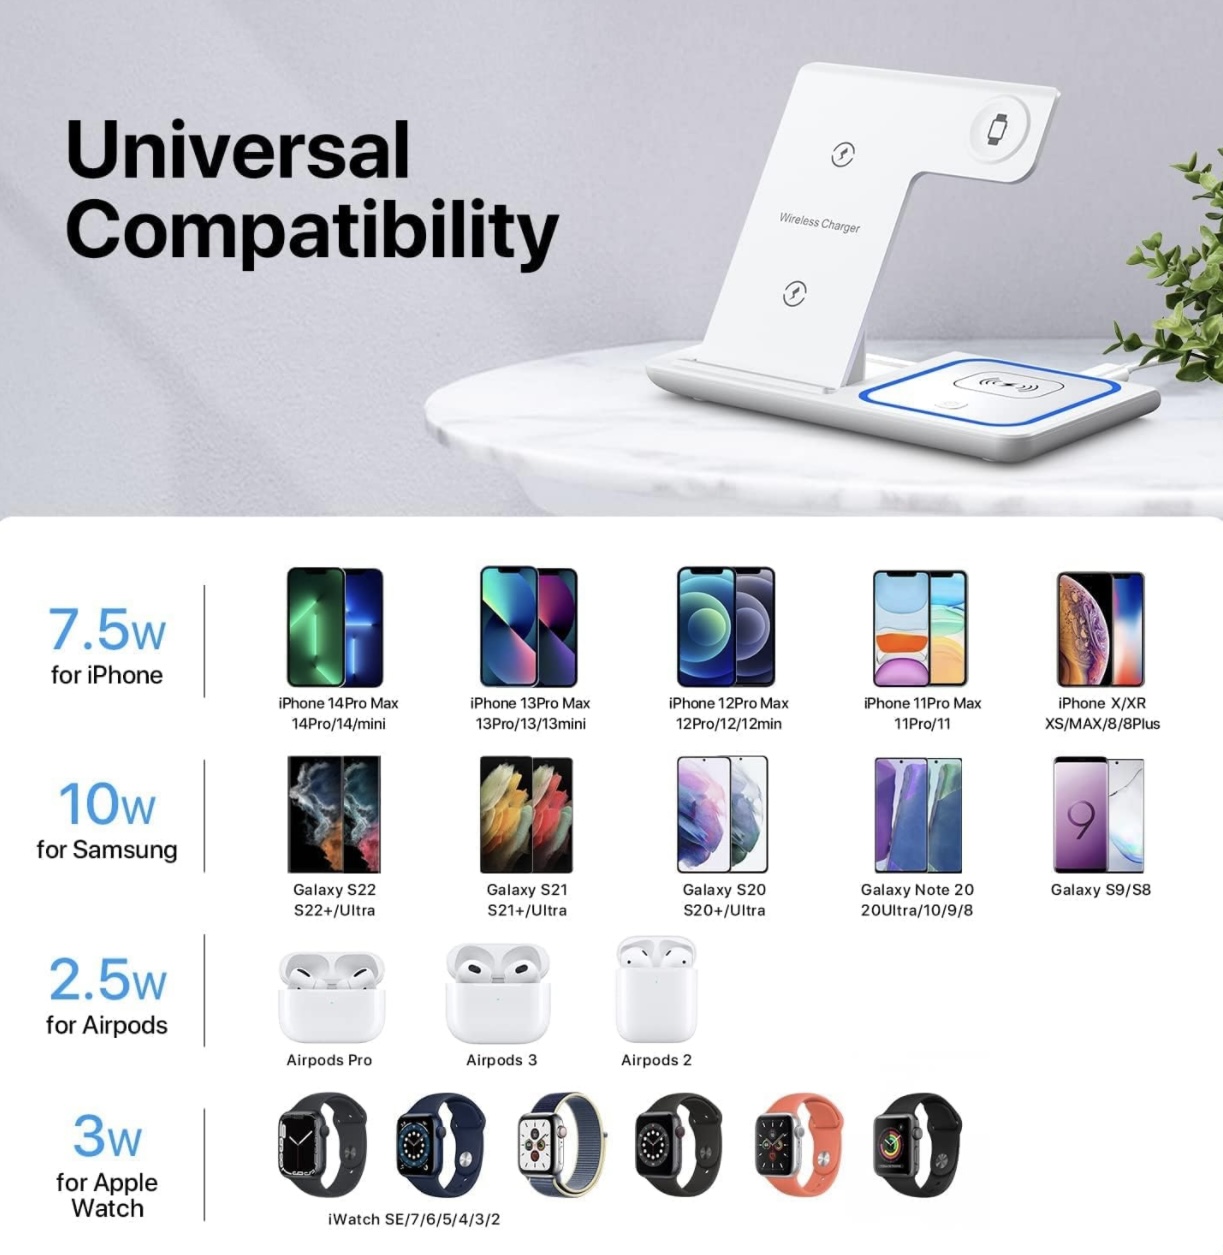 Universal
Compatibility
Wireless Charger
7.5W
for iPhone
iPhone 14Pro Max
14Pro/14/mini
iPhone 13Pro Max
13Pro/13/13mini
iPhone 12Pro Max
12Pro/12/12min
iPhone 11Pro Max
11Pro/11
iPhone X/XR
XS/MAX/8/8Plus
10W
for Samsung
9
Galaxy S22
S22+/Ultra
Galaxy S21
S21+/Ultra
Galaxy S20
S20+/Ultra
Galaxy Note 20
20Ultra/10/9/8
Galaxy S9/S8
2.5W
for Airpods
Airpods Pro
Airpods 3
Airpods 2
3W
for Apple
Watch
iWatch SE/7/6/5/4/3/2